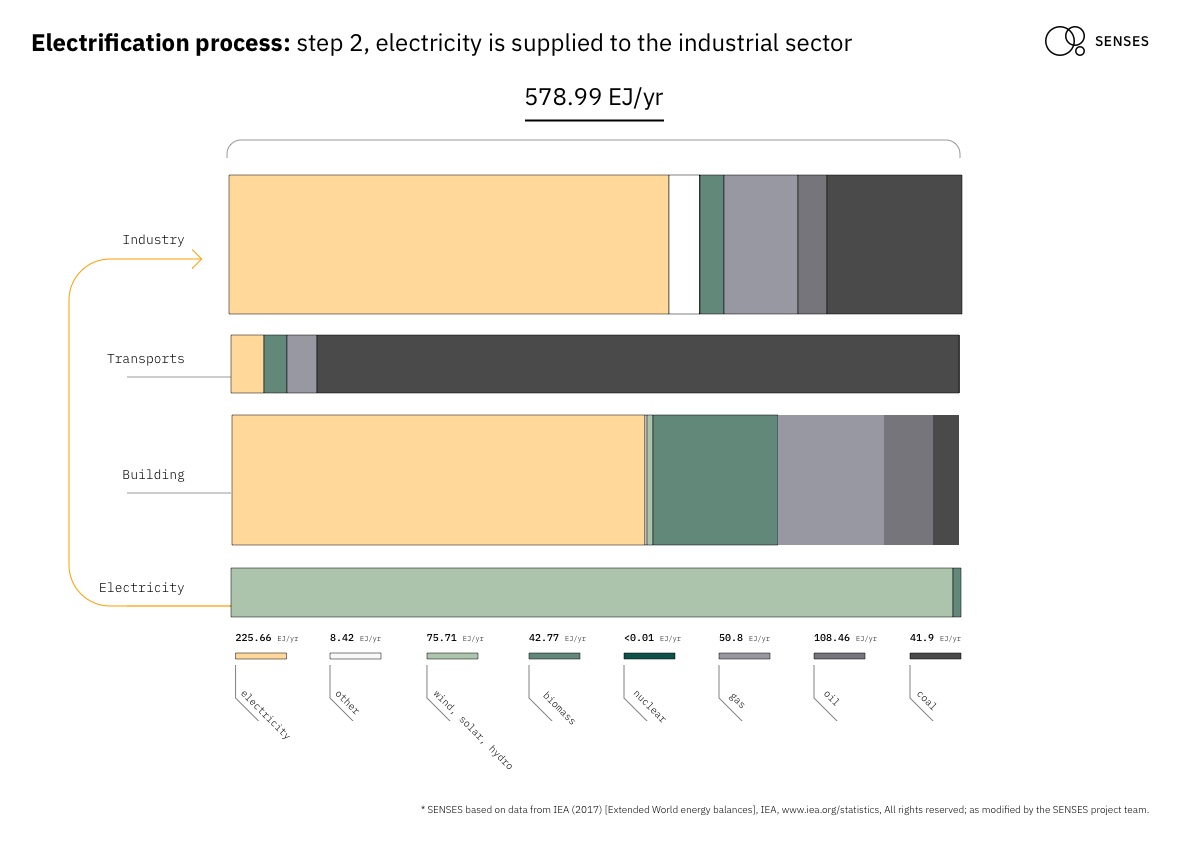 Electrification process: step 2, electricity is supplied to the industrial sector
SENSES
578.99 EJ/yr
Industry
Transports
Building
Electricity
225.66 EJ/yr 8.42 EJ/yr 75.71 EJ/yr 42.77 EJ/yr <0.01 EJ/yr 50.8 EJ/yr 108.46 EJ/yr 41.9 EJ/yr
electricity
other
wind, solar, hydro
biomass
nuclear
gas
oil
coal
* SENSES based on data from IEA (2017) [Extended World energy balances], IEA, www.iea.org/statistics, All rights reserved; as modified by the SENSES project team.